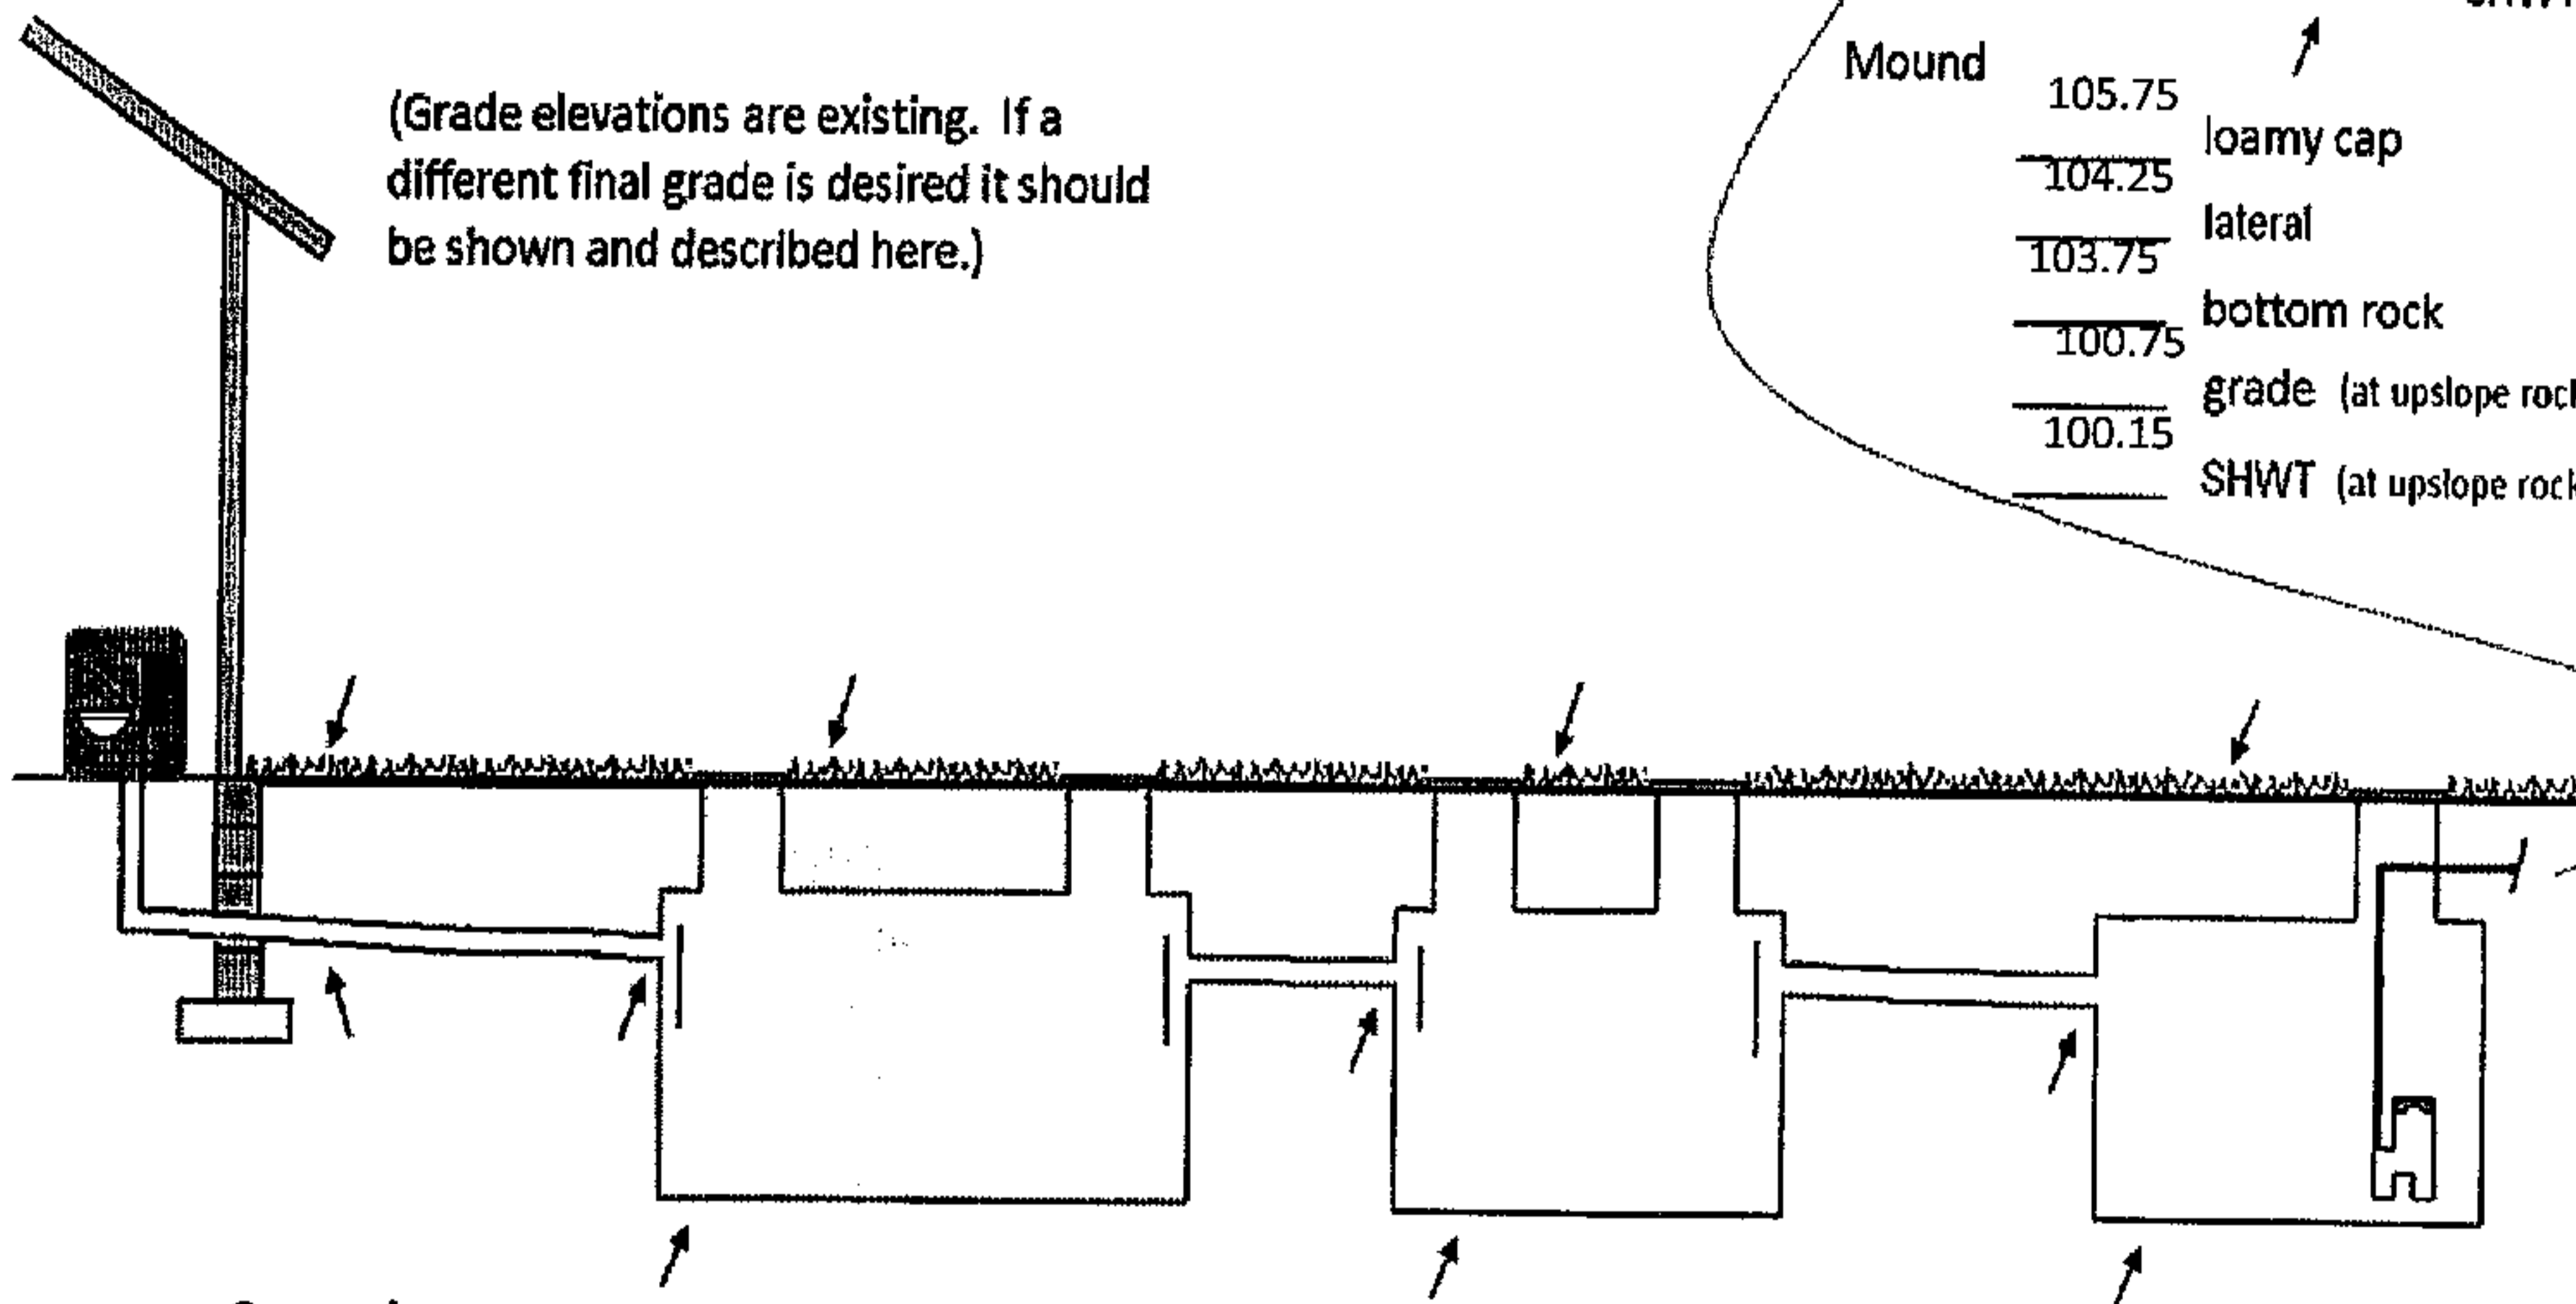 (Grade elevations are existing. If a
different final grade is desired it should
be shown and described here.)
Mound
105.75
loamy cap
104.25
lateral
103.75
bottom rock
100.75
grade (at upslope rock
100.15
SHWT (at upslope rock